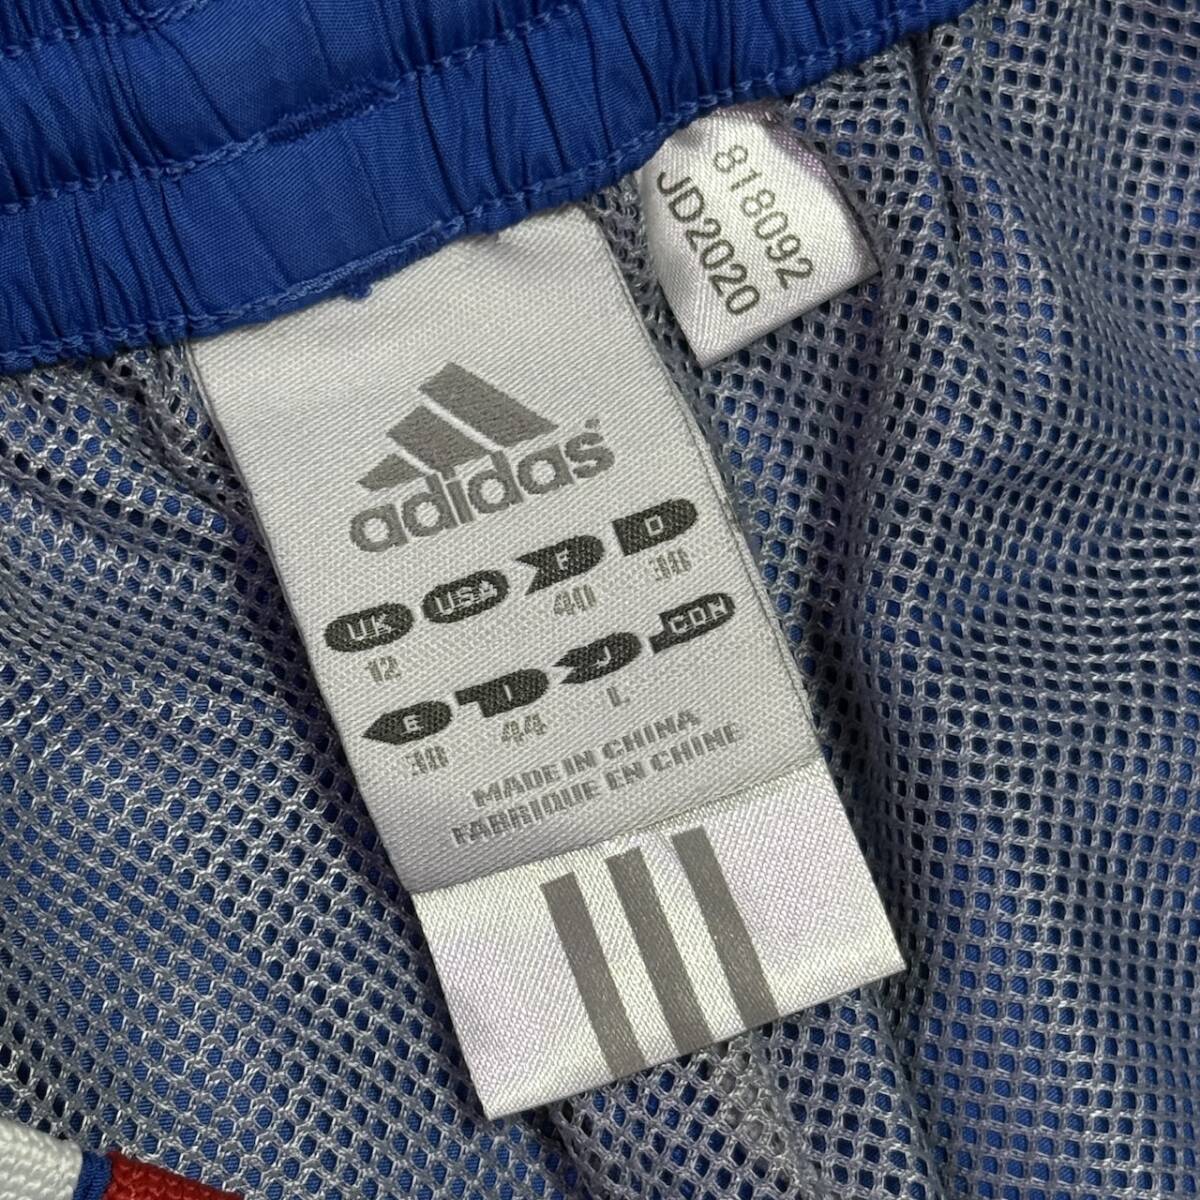 818092
JD2020
adidas
UK USA F D
12 40 38
E I J CDN
38 44 L
MADE IN CHINA
FABRIQUE EN CHINE